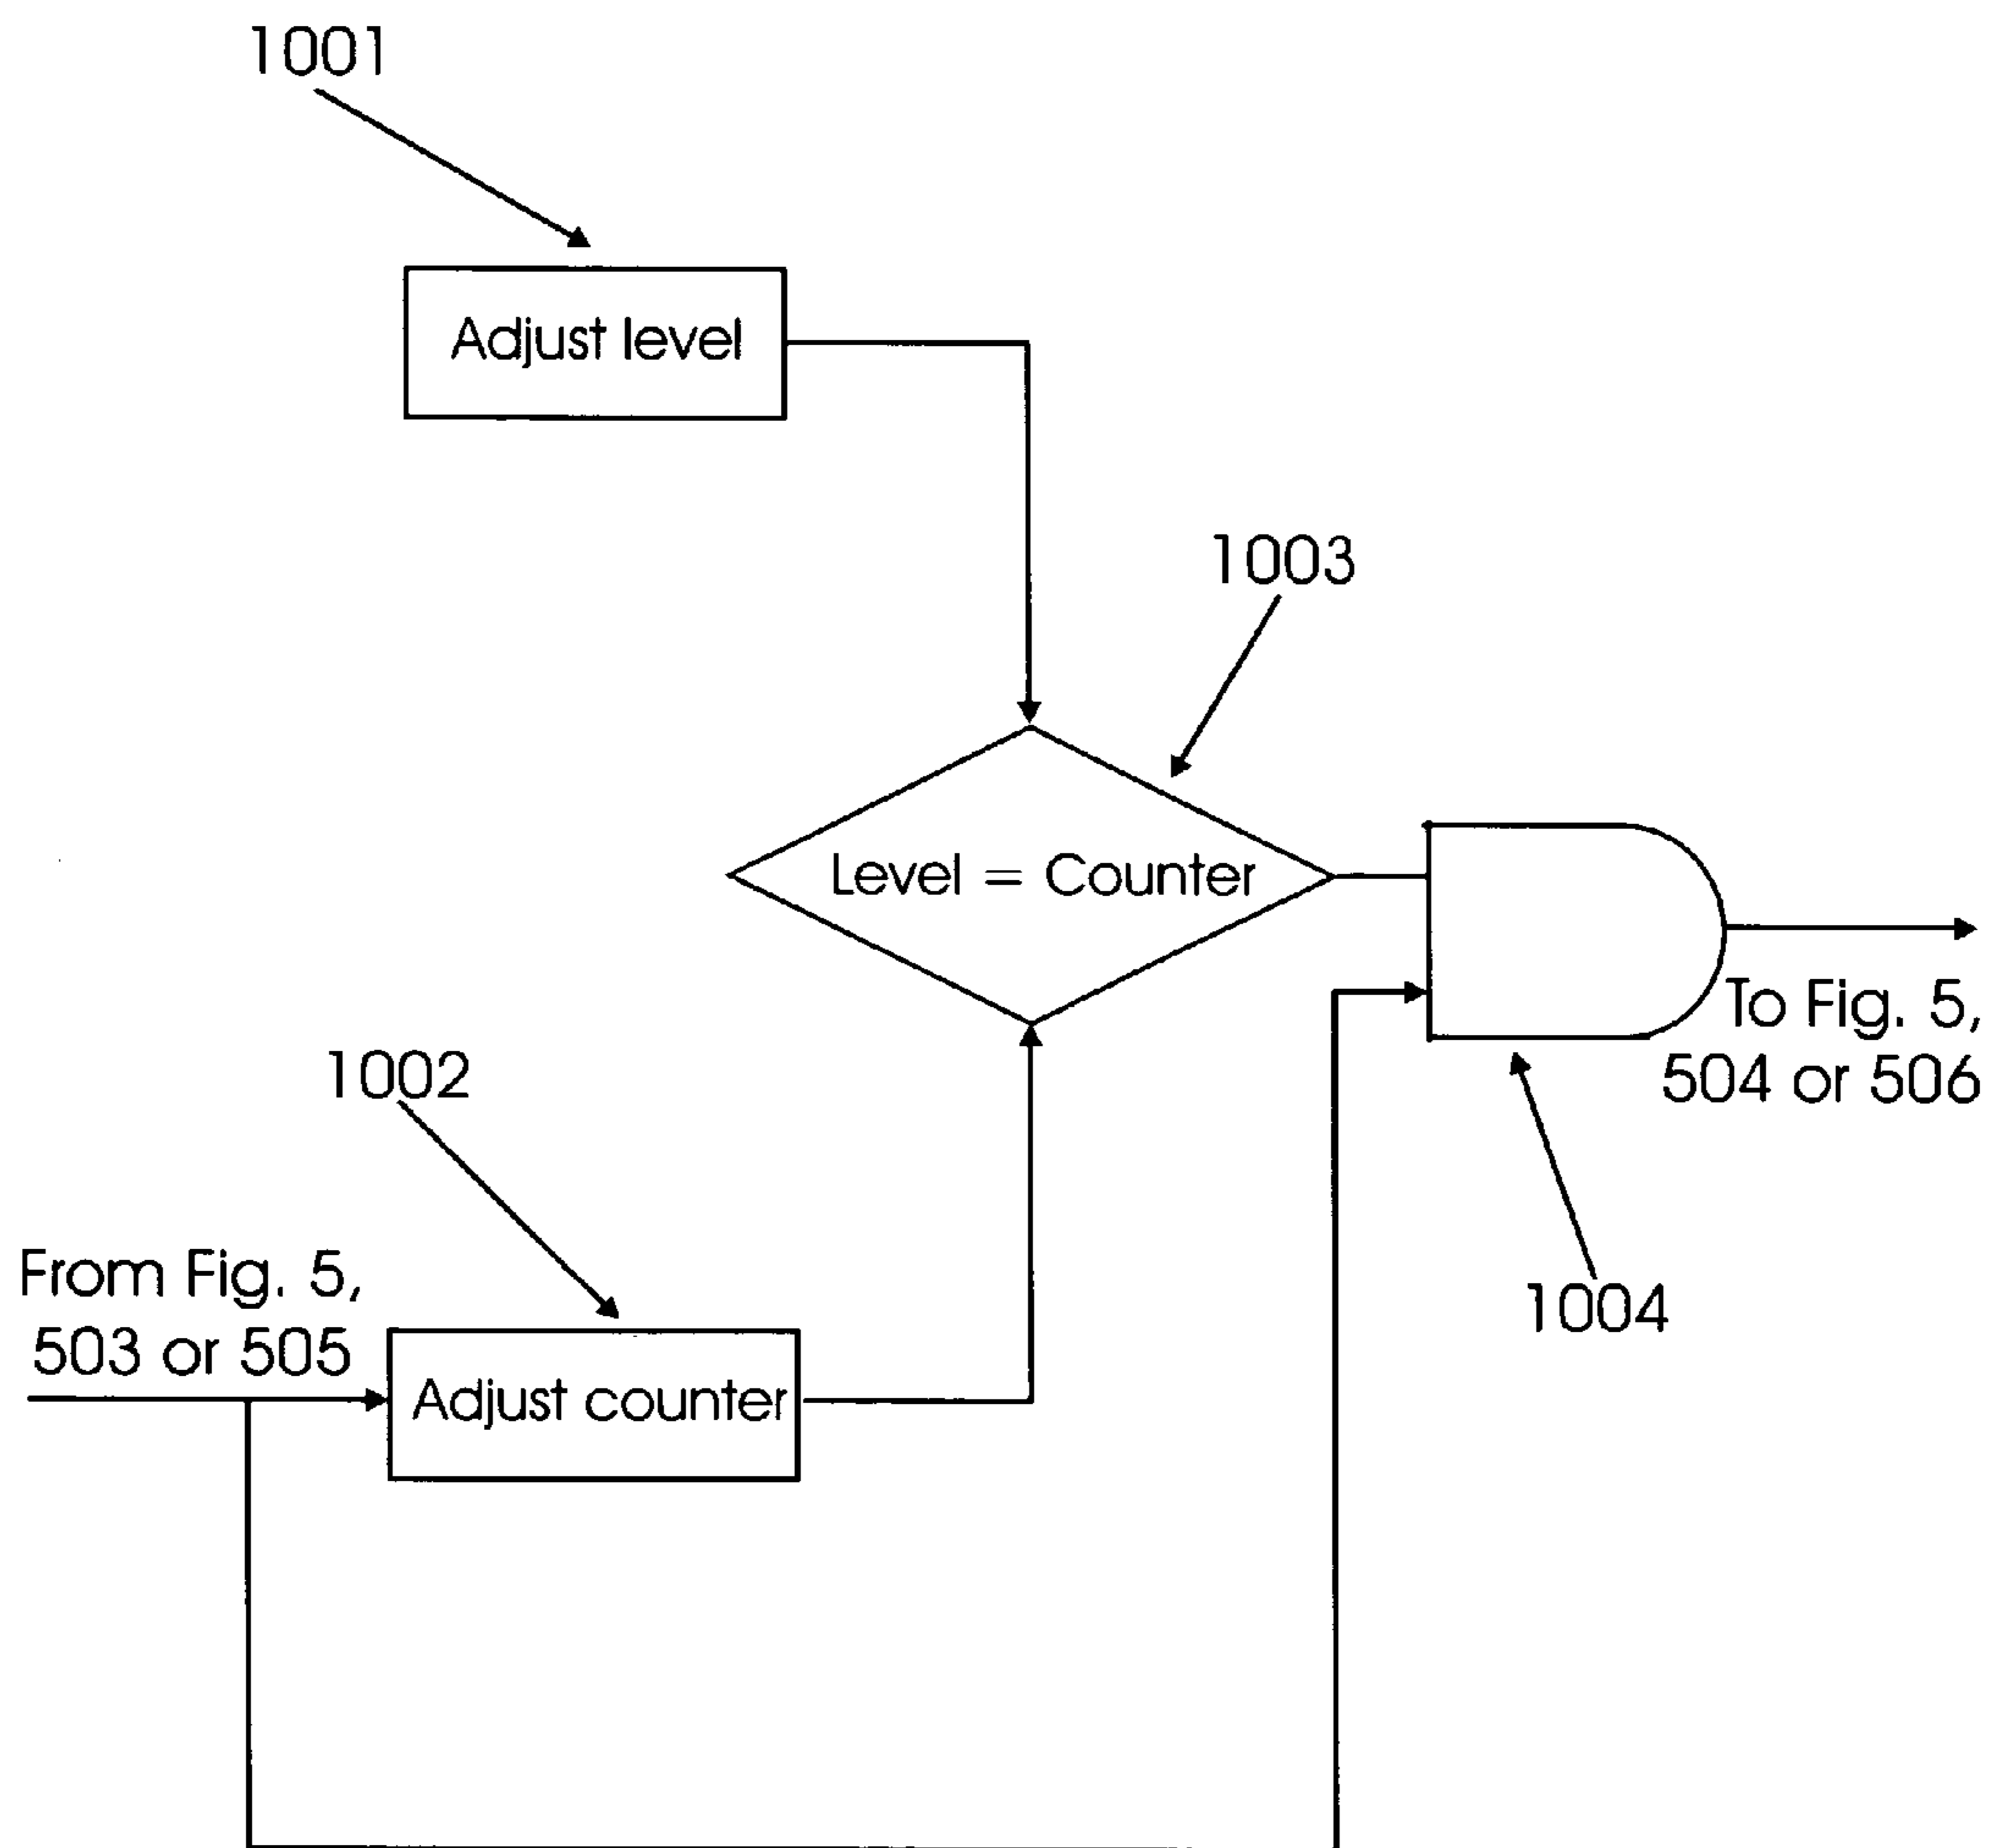 1001
Adjust level
1003
Level = Counter
To Fig. 5,
504 or 506
1002
1004
From Fig. 5,
503 or 505
Adjust counter